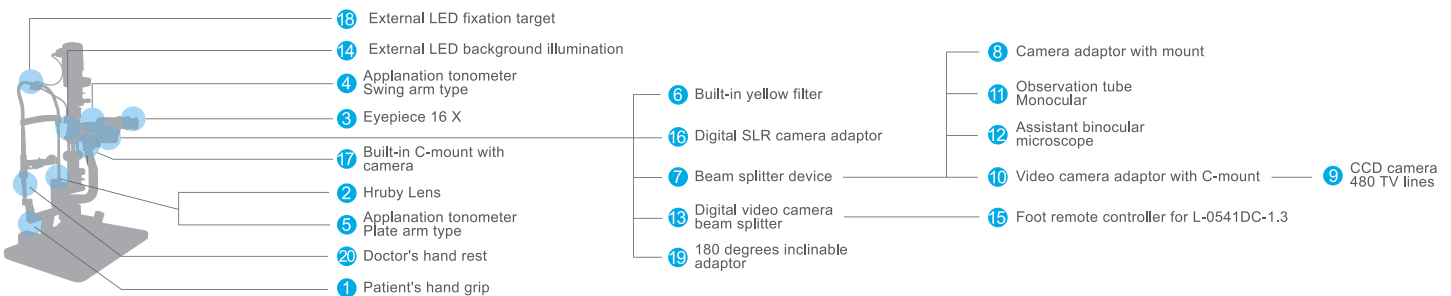 18 External LED fixation target
14 External LED background illumination
4 Applanation tonometer
Swing arm type
3 Eyepiece 16 X
17 Built-in C-mount with
camera
2 Hruby Lens
5 Applanation tonometer
Plate arm type
20 Doctor's hand rest
1 Patient's hand grip
6 Built-in yellow filter
16 Digital SLR camera adaptor
7 Beam splitter device
13 Digital video camera
beam splitter
19 180 degrees inclinable
adaptor
8 Camera adaptor with mount
11 Observation tube
Monocular
12 Assistant binocular
microscope
10 Video camera adaptor with C-mount
15 Foot remote controller for L-0541DC-1.3
9 CCD camera
480 TV lines